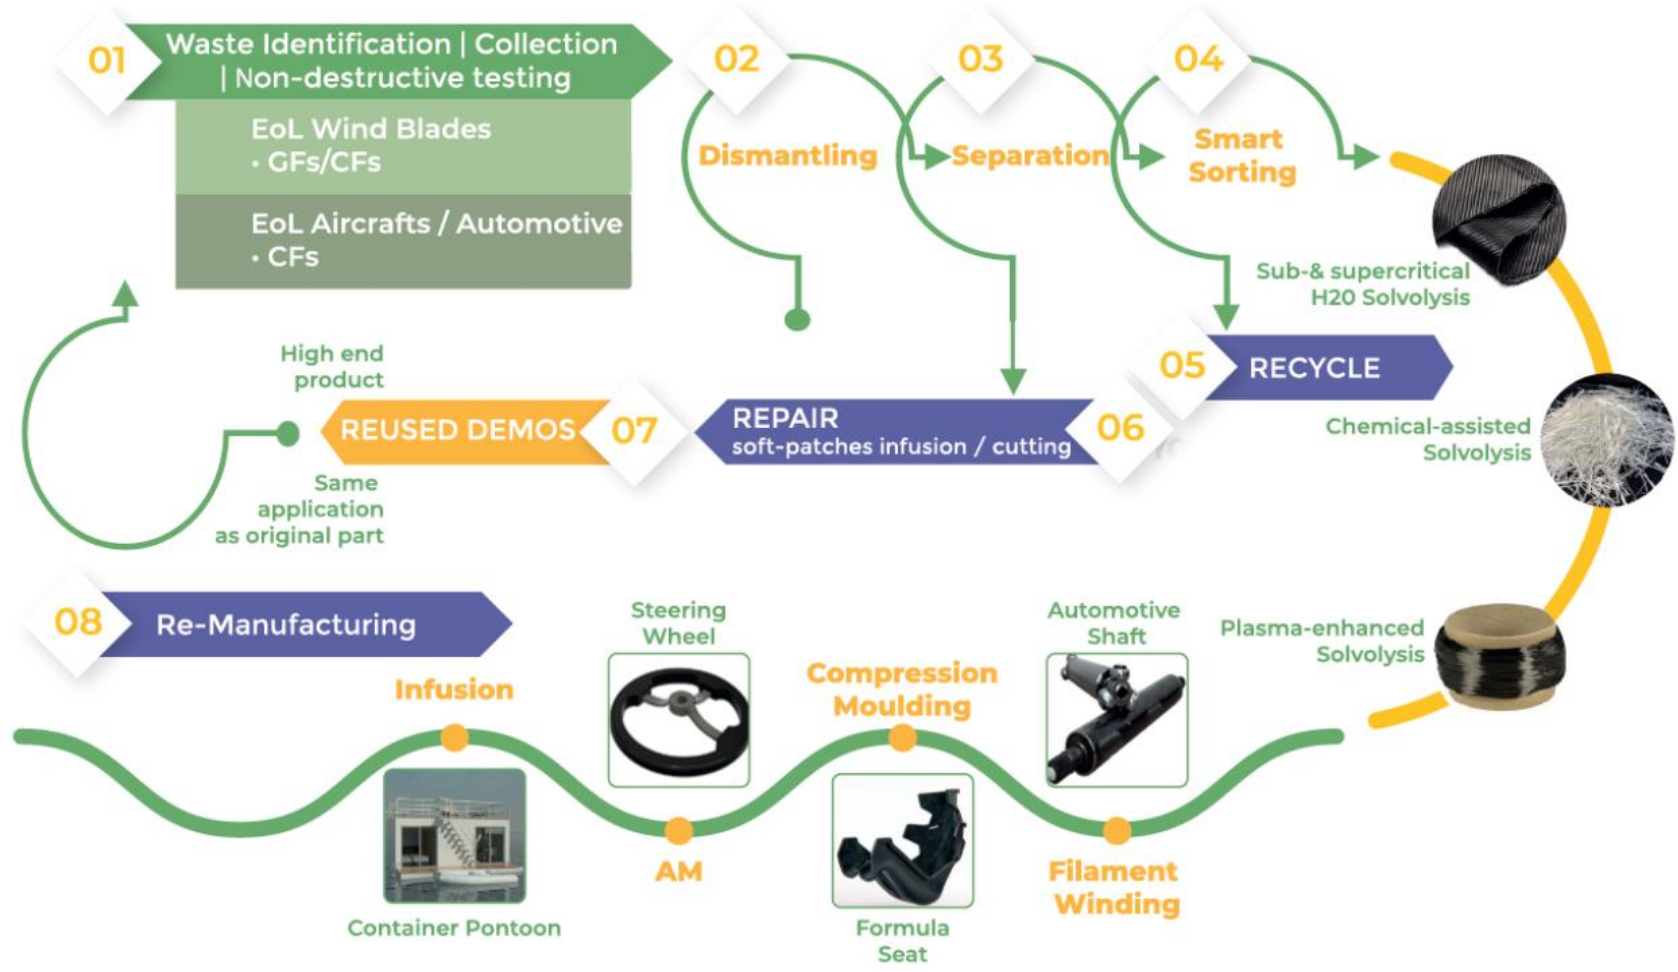 01
Waste Identification | Collection
| Non-destructive testing
EoL Wind Blades
• GFs/CFs
EoL Aircrafts / Automotive
• CFs
02
Dismantling
03
Separation
04
Smart
Sorting
Sub-& supercritical
H20 Solvolysis
05
RECYCLE
Chemical-assisted
Solvolysis
Plasma-enhanced
Solvolysis
06
REPAIR
soft-patches infusion / cutting
07
REUSED DEMOS
High end
product
Same
application
as original part
08
Re-Manufacturing
Infusion
Container Pontoon
Steering
Wheel
AM
Compression
Moulding
Formula
Seat
Automotive
Shaft
Filament
Winding